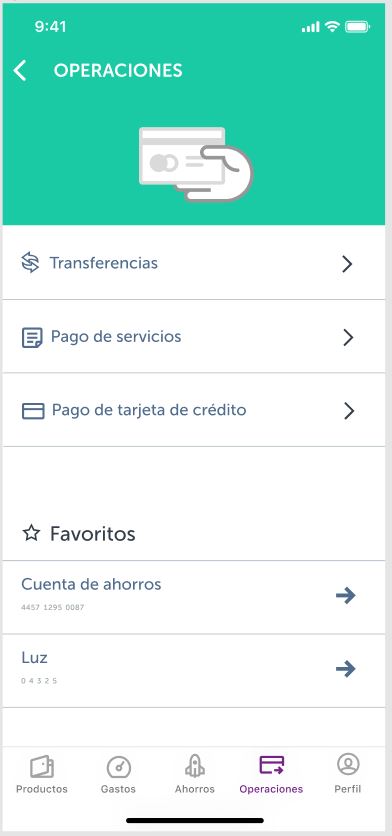 9:41
OPERACIONES
Transferencias
Pago de servicios
Pago de tarjeta de crédito
Favoritos
Cuenta de ahorros
4457 1295 0087
Luz
0 4 3 2 5
Productos Gastos Ahorros Operaciones Perfil